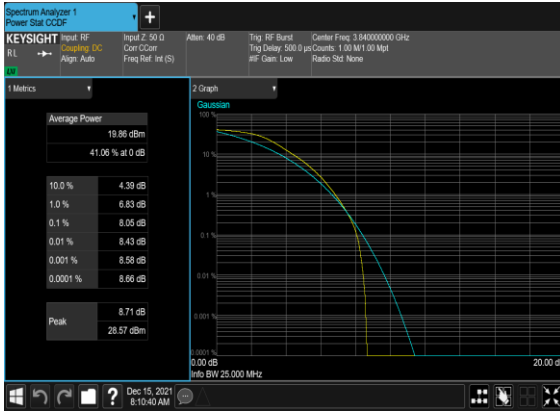 Spectrum Analyzer 1
Power Stat CCDF
+
KEYSIGHT
RL
Input: RF
Coupling: DC
Align: Auto
Input Z: 50 Ω
Corr CCorr
Freq Ref: Int (S)
Atten: 40 dB
Trig: RF Burst
Trig Delay: 500.0 µs
#IF Gain: Low
Center Freq: 3.840000000 GHz
Counts: 1.00 M/1.00 Mpt
Radio Std: None
1 Metrics
Average Power
19.86 dBm
41.06 % at 0 dB
10.0 % 4.39 dB
1.0 % 6.83 dB
0.1 % 8.05 dB
0.01 % 8.43 dB
0.001 % 8.58 dB
0.0001 % 8.66 dB
Peak
8.71 dB
28.57 dBm
2 Graph
Gaussian
100 %
10 %
1 %
0.1 %
0.01 %
0.001 %
0.0001 %
0.00 dB
20.00 d
Info BW 25.000 MHz
?
Dec 15, 2021
8:10:40 AM